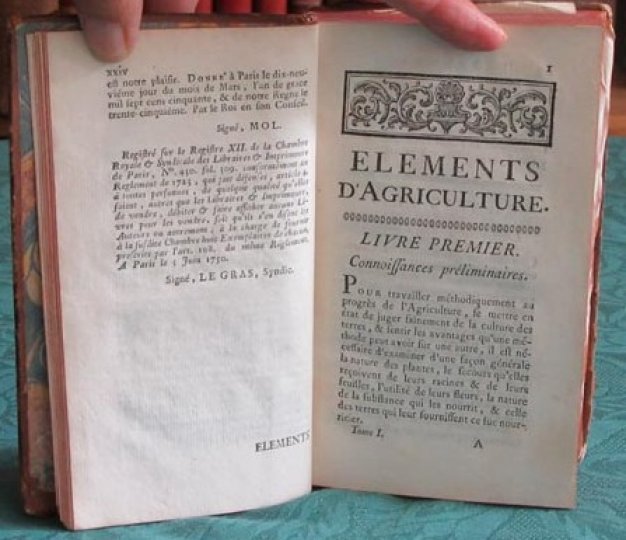 xxiv
est notre plaisir. DONNÉ à Paris le dix-neu-
viéme jour du mois de Mars, l'an de grace
mil sept cens cinquante, & de notre Regne le
trente-cinquiéme. Par le Roi en son Conseil.
Signé, MOL.
Registré sur le Registre XII. de la Chambre
Royale & Syndicale des Libraires & Imprimeurs
de Paris, N°. 430. fol. 309. conformément au
Reglement de 1723, qui fait défenses, article 4
à toutes personnes, de quelque qualité qu'elles
soient, autres que les Libraires & Imprimeurs,
de vendre, débiter & faire afficher aucuns Li-
vres pour les vendre, soit qu'ils s'en disent les
Auteurs ou autrement, à la charge de fournir
à la susdite Chambre huit Exemplaires de chacun,
prescrits par l'art. 108. du même Réglement.
A Paris le 5 Juin 1750.
Signé, LE GRAS, Syndic.
ELEMENTS
1
ELEMENTS
D'AGRICULTURE.
LIVRE PREMIER.
Connoissances préliminaires.
POUR travailler méthodiquement au
progrès de l'Agriculture, se mettre en
état de juger sainement de la culture des
terres, & sentir les avantages qu'une mé-
thode peut avoir sur une autre, il est né-
cessaire d'examiner d'une façon générale
la nature des plantes, le secours qu'elles
reçoivent de leurs racines & de leurs
feuilles, l'utilité de leurs fleurs, la nature
de la substance qui les nourrit, & celle
des terres qui leur fournissent ce suc nour-
ricier.
Tome I.
A